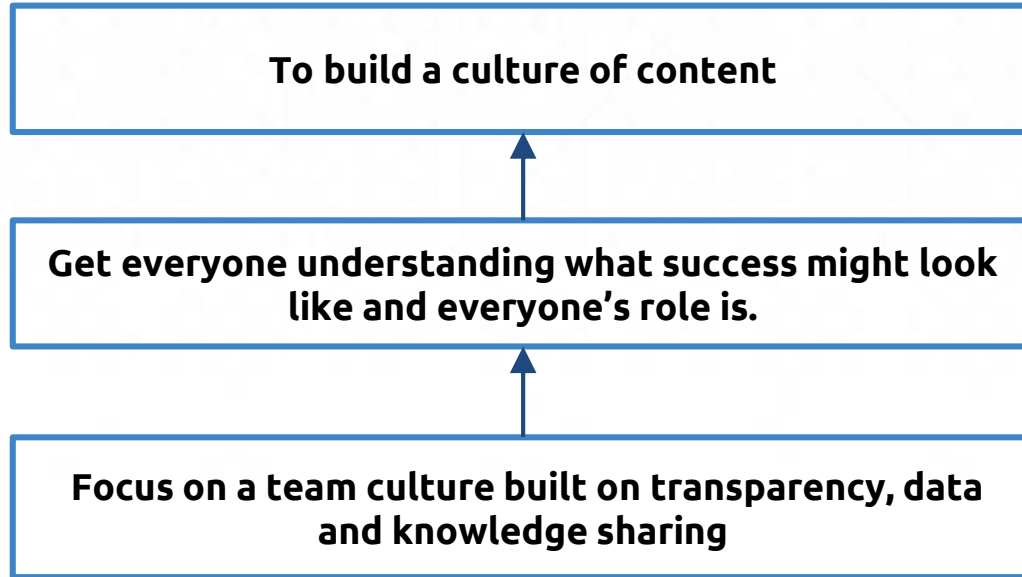 To build a culture of content
Get everyone understanding what success might look
like and everyone’s role is.
Focus on a team culture built on transparency, data
and knowledge sharing